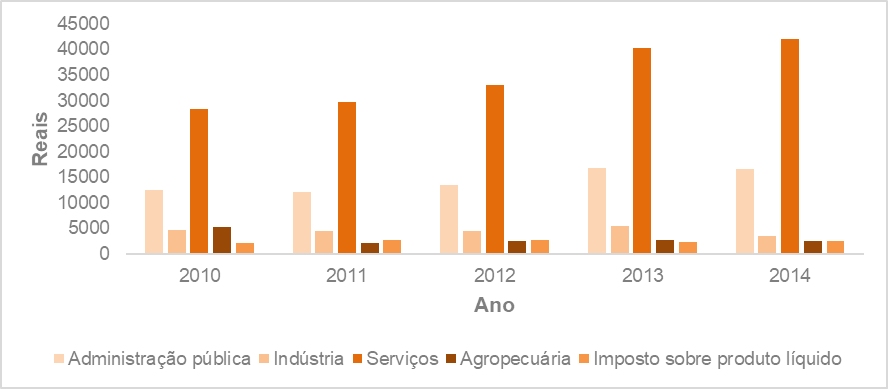 45000
40000
35000
30000
25000
20000
15000
10000
5000
0
Reais
2010 2011 2012 2013 2014
Ano
Administração pública Indústria Serviços Agropecuária Imposto sobre produto líquido